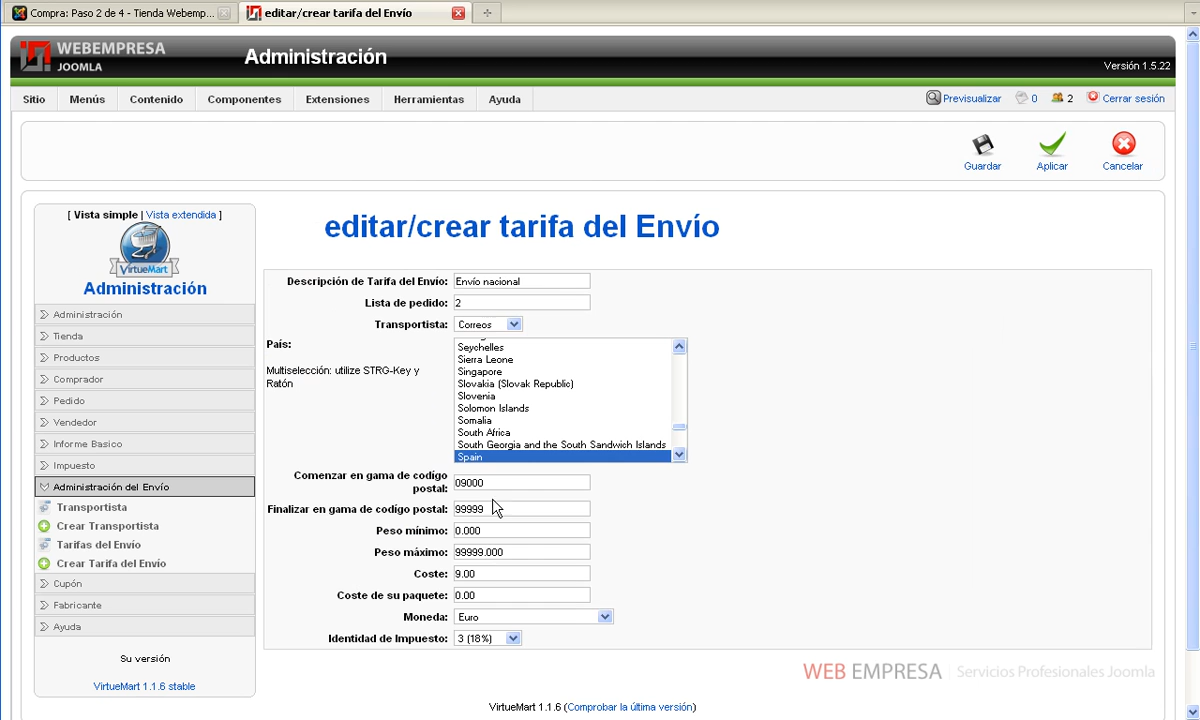 Compra: Paso 2 de 4 - Tienda Webemp...
editar/crear tarifa del Envío
WEBEMPRESA
JOOMLA
Administración
Versión 1.5.22
Sitio Menús Contenido Componentes Extensiones Herramientas Ayuda
Previsualizar 0 2 Cerrar sesión
Guardar Aplicar Cancelar
[ Vista simple | Vista extendida ]
VirtueMart
Administración
Administración
Tienda
Productos
Comprador
Pedido
Vendedor
Informe Basico
Impuesto
Administración del Envío
Transportista
Crear Transportista
Tarifas del Envío
Crear Tarifa del Envío
Cupón
Fabricante
Ayuda
Su versión
VirtueMart 1.1.6 stable
editar/crear tarifa del Envío
Descripción de Tarifa del Envío: Envío nacional
Lista de pedido: 2
Transportista: Correos
País:
Multiselección: utilize STRG-Key y
Ratón
Seychelles
Sierra Leone
Singapore
Slovakia (Slovak Republic)
Slovenia
Solomon Islands
Somalia
South Africa
South Georgia and the South Sandwich Islands
Spain
Comenzar en gama de codígo
postal: 09000
Finalizar en gama de codigo postal: 99999
Peso mínimo: 0.000
Peso máximo: 99999.000
Coste: 9.00
Coste de su paquete: 0.00
Moneda: Euro
Identidad de Impuesto: 3 (18%)
WEB EMPRESA Servicios Profesionales Joomla
VirtueMart 1.1.6 (Comprobar la última versión)